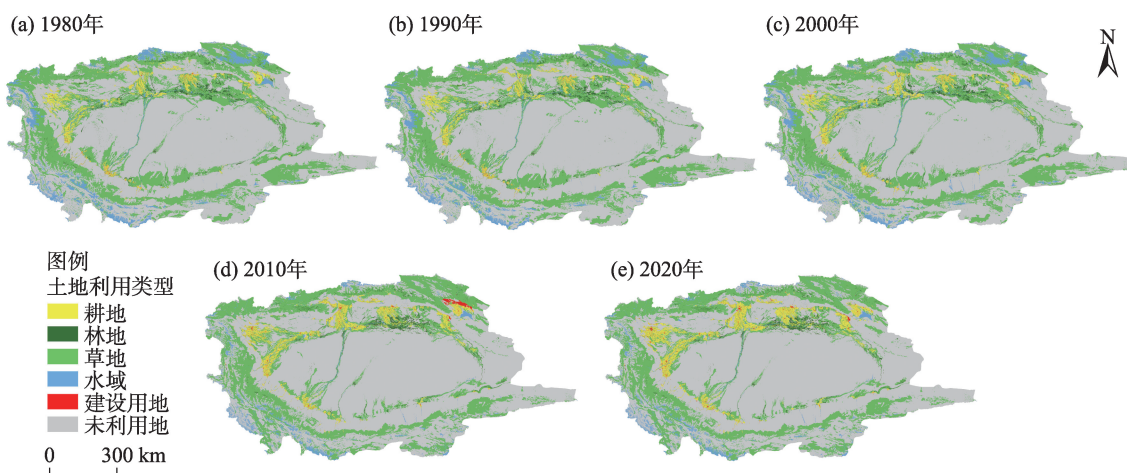 (a) 1980年
(b) 1990年
(c) 2000年
N
(d) 2010年
(e) 2020年
图例
土地利用类型
耕地
林地
草地
水域
建设用地
未利用地
0 300 km